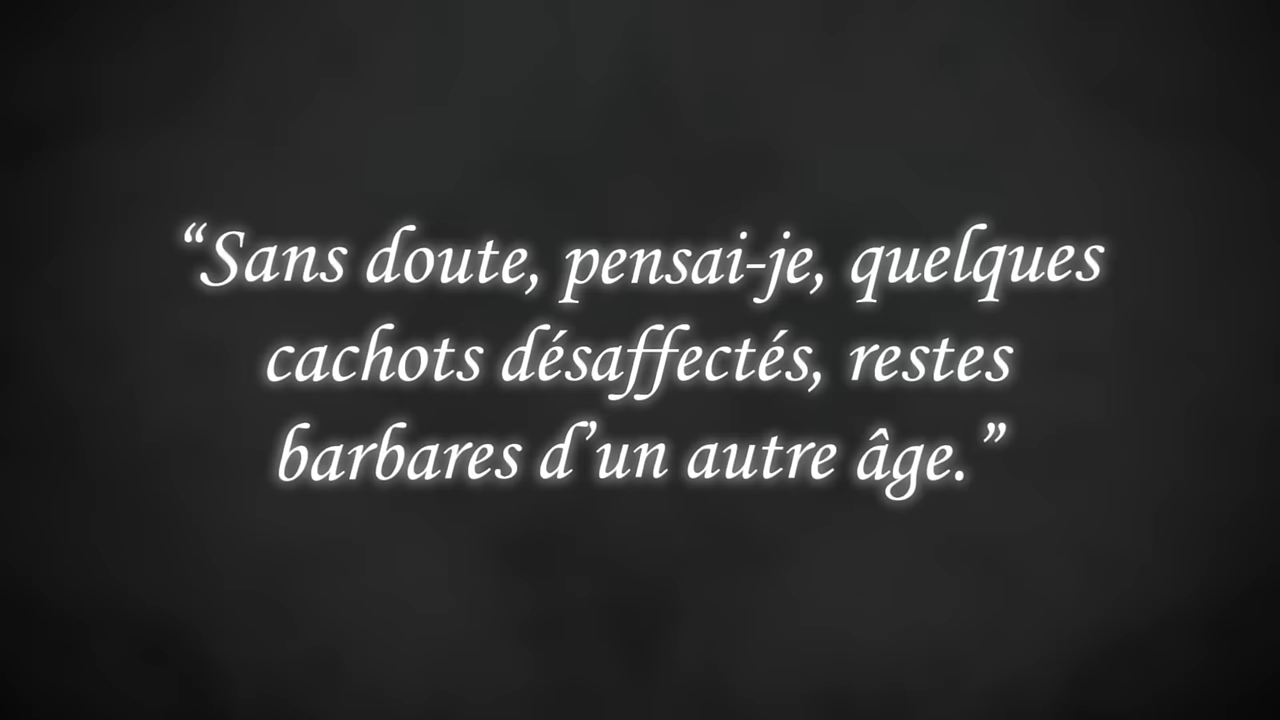 “Sans doute, pensai-je, quelques
cachots désaffectés, restes
barbares d’un autre âge.”